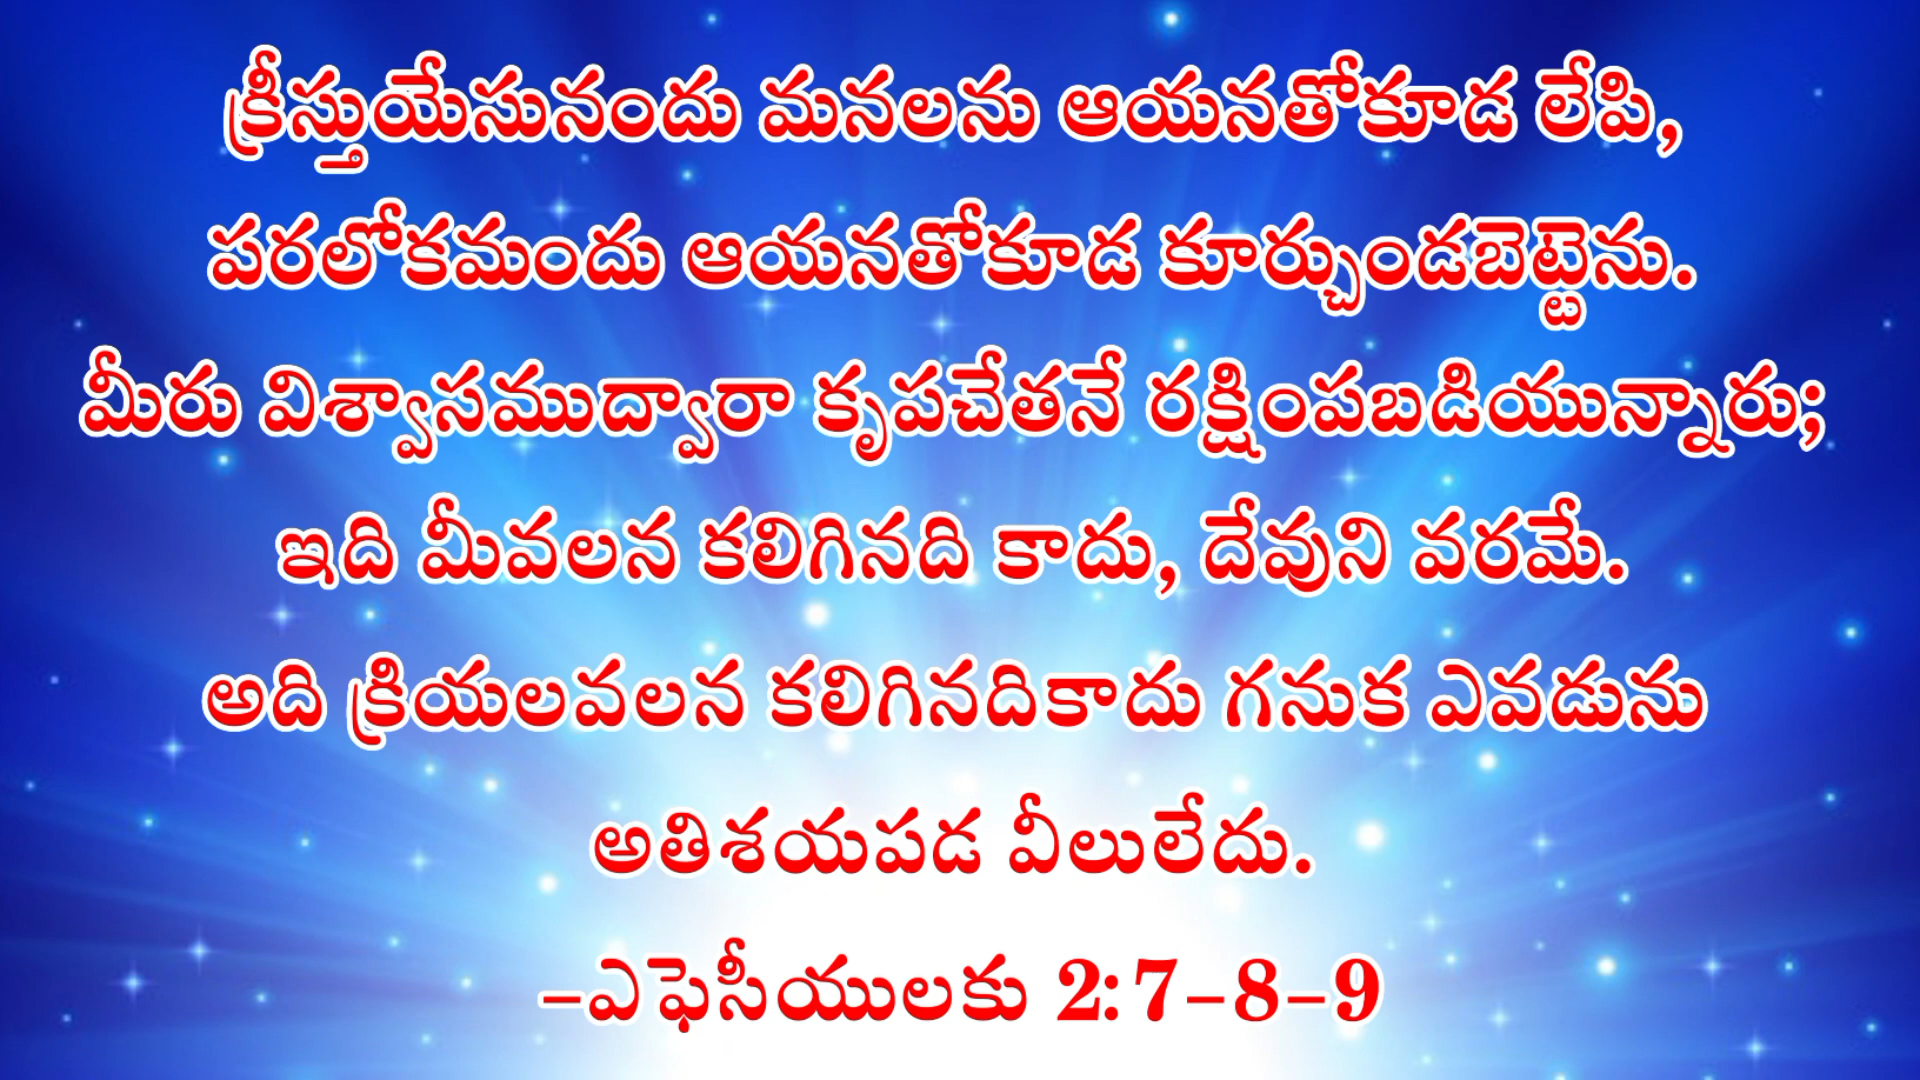 క్రీస్తుయేసునందు మనలను ఆయనతోకూడ లేపి,
పరలోకమందు ఆయనతోకూడ కూర్చుండబెట్టెను.
మీరు విశ్వాసముద్వారా కృపచేతనే రక్షింపబడియున్నారు;
ఇది మీవలన కలిగినది కాదు, దేవుని వరమే.
అది క్రియలవలన కలిగినదికాదు గనుక ఎవడును
అతిశయపడ వీలులేదు.
-ఎఫెసీయులకు 2:7-8-9